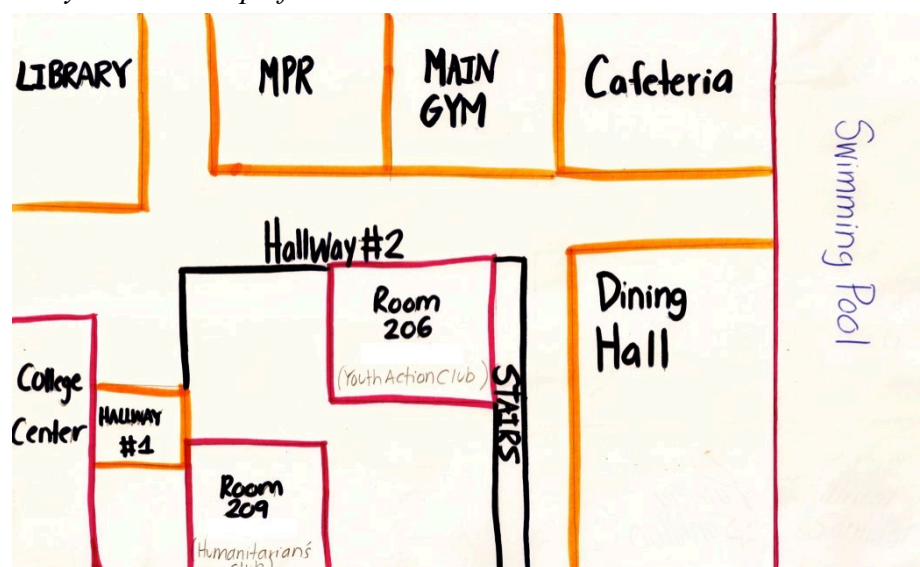 LIBRARY
MPR
MAIN
GYM
Cafeteria
Swimming Pool
Hallway #2
Room
206
(Youth Action Club)
Dining
Hall
STAIRS
College
Center
HALLWAY
#1
Room
209
(Humanitarian's